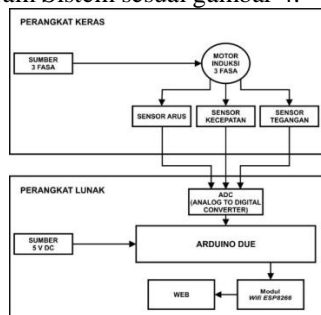 am Sistem sesuai gambar 4.
PERANGKAT KERAS
SUMBER
3 FASA
MOTOR
INDUKSI
3 FASA
SENSOR ARUS
SENSOR
KECEPATAN
SENSOR
TEGANGAN
PERANGKAT LUNAK
ADC
(ANALOG TO DIGITAL
CONVERTER)
SUMBER
5 V DC
ARDUINO DUE
WEB
Modul
Wifi ESP8266